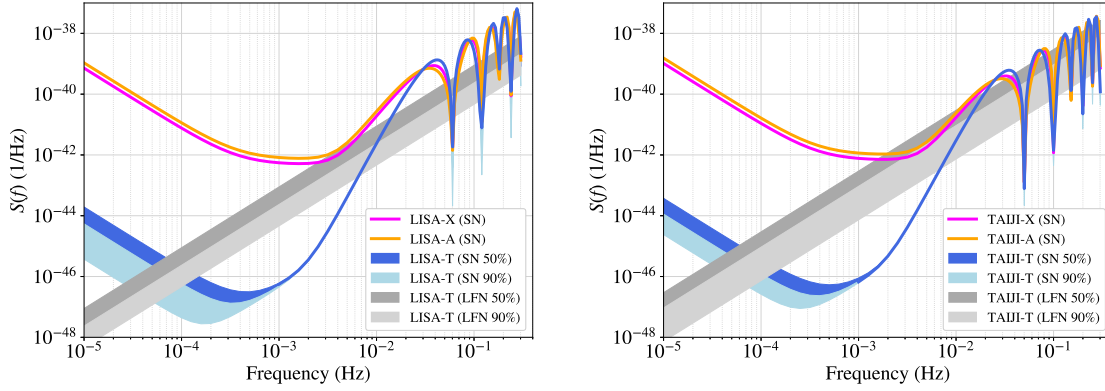 10⁻³⁸
10⁻⁴⁰
10⁻⁴²
10⁻⁴⁴
10⁻⁴⁶
10⁻⁴⁸
S(f) (1/Hz)
LISA-X (SN)
LISA-A (SN)
LISA-T (SN 50%)
LISA-T (SN 90%)
LISA-T (LFN 50%)
LISA-T (LFN 90%)
10⁻⁵ 10⁻⁴ 10⁻³ 10⁻² 10⁻¹
Frequency (Hz)
10⁻³⁸
10⁻⁴⁰
10⁻⁴²
10⁻⁴⁴
10⁻⁴⁶
10⁻⁴⁸
S(f) (1/Hz)
TAIJI-X (SN)
TAIJI-A (SN)
TAIJI-T (SN 50%)
TAIJI-T (SN 90%)
TAIJI-T (LFN 50%)
TAIJI-T (LFN 90%)
10⁻⁵ 10⁻⁴ 10⁻³ 10⁻² 10⁻¹
Frequency (Hz)